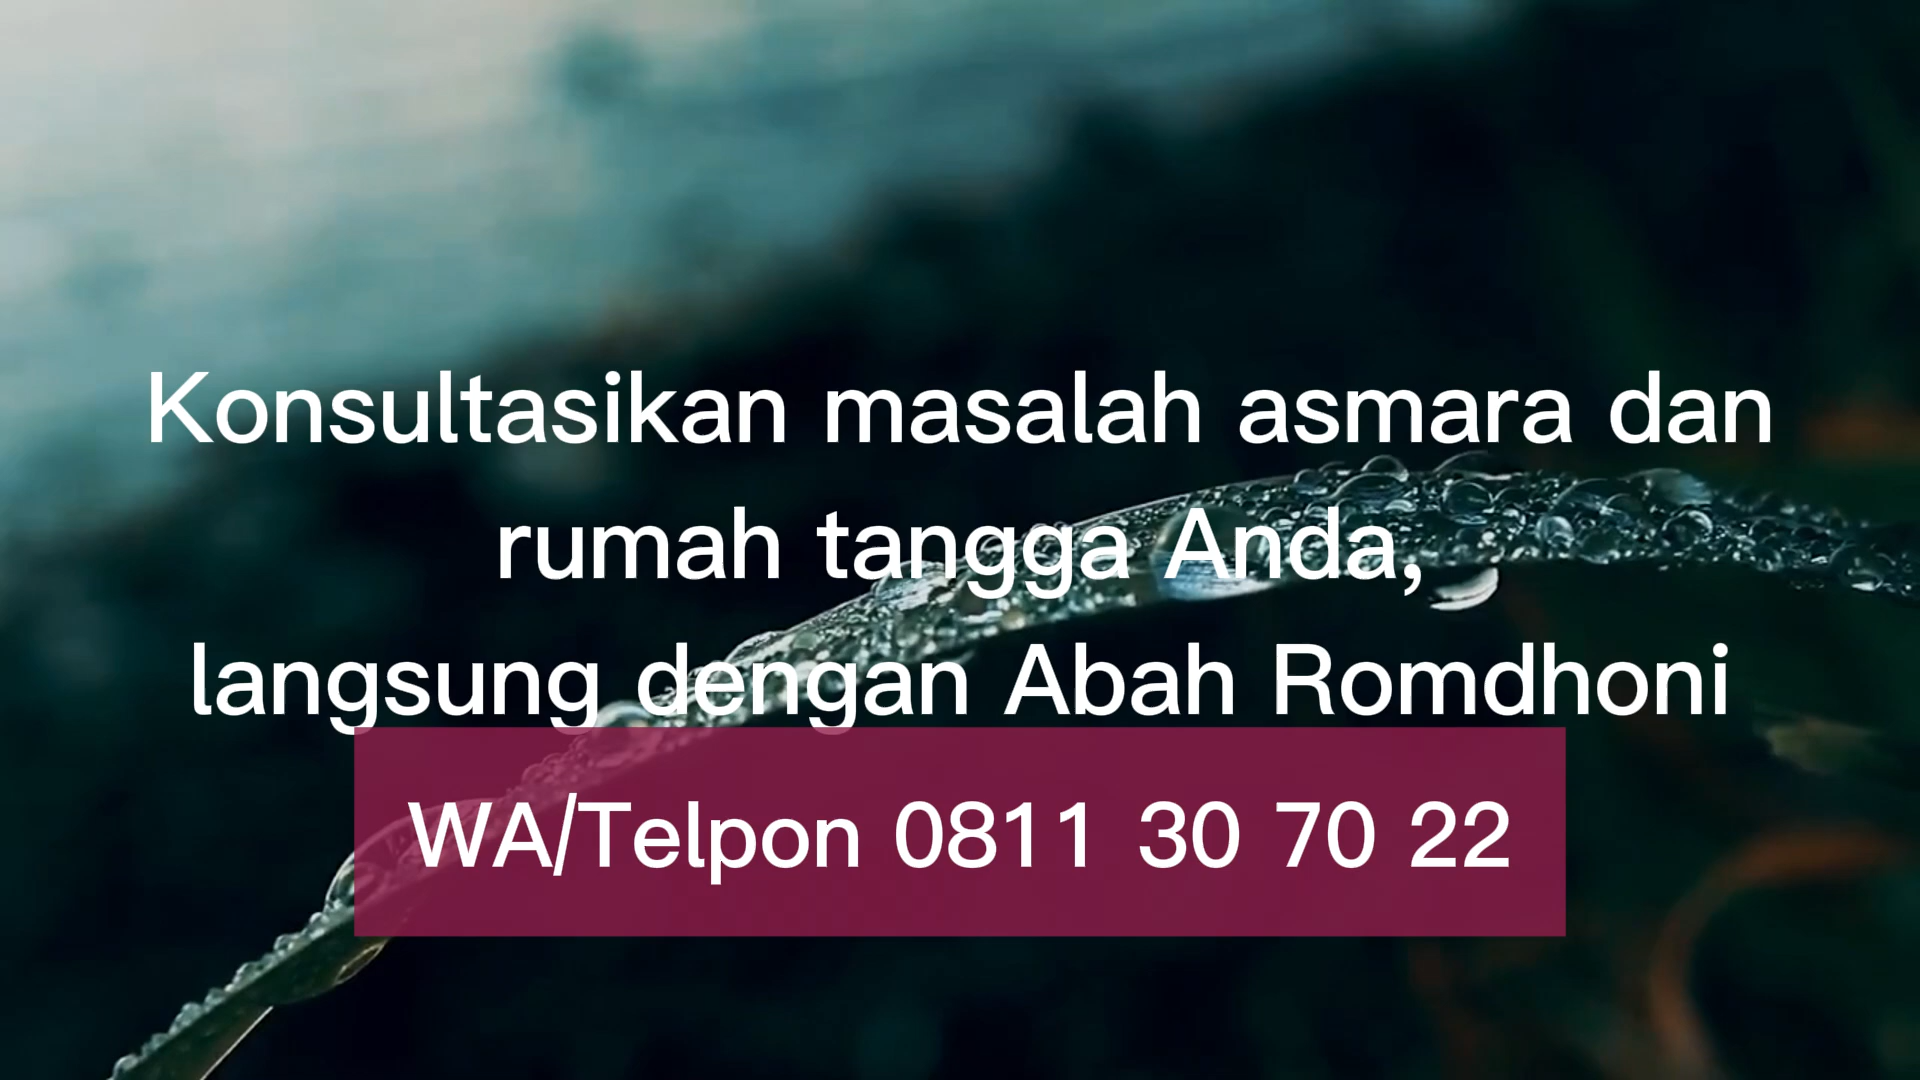 Konsultasikan masalah asmara dan
rumah tangga Anda,
langsung dengan Abah Romdhoni
WA/Telpon 0811 30 70 22